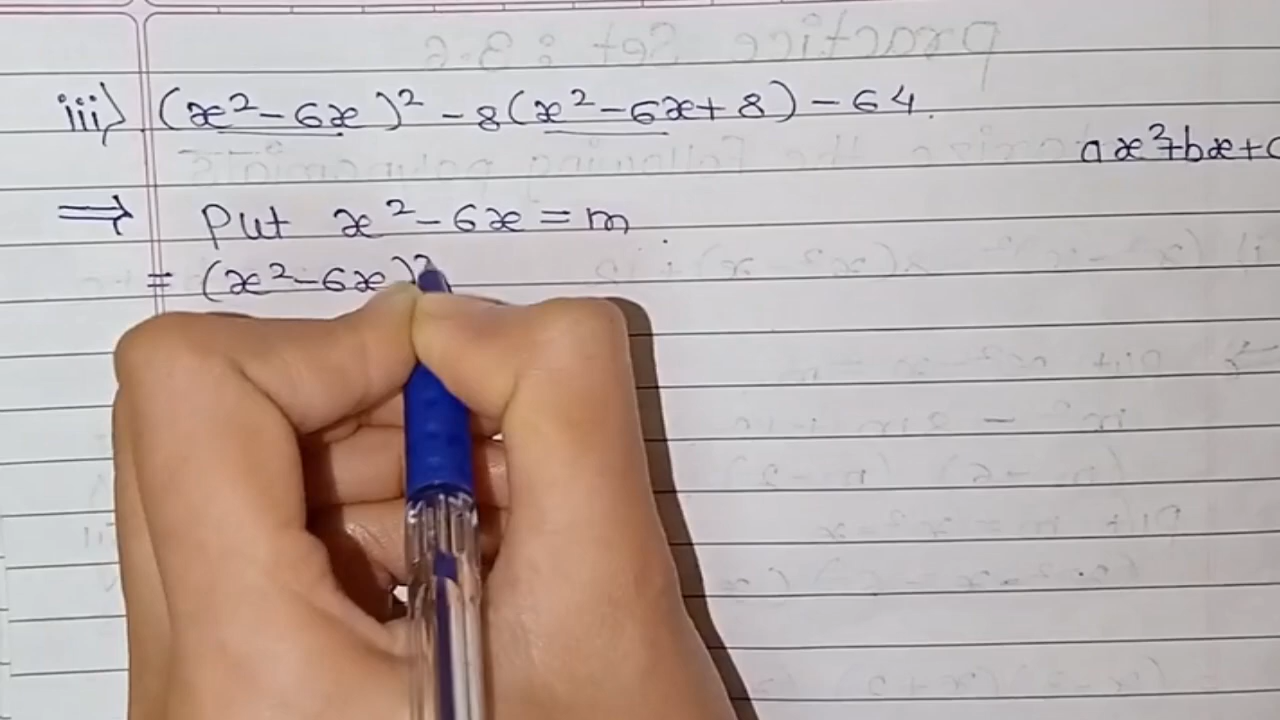 iii) (x² - 6x)² - 8(x² - 6x + 8) - 64.
ax² + bx + c
⇒ Put x² - 6x = m
= (x² - 6x)²